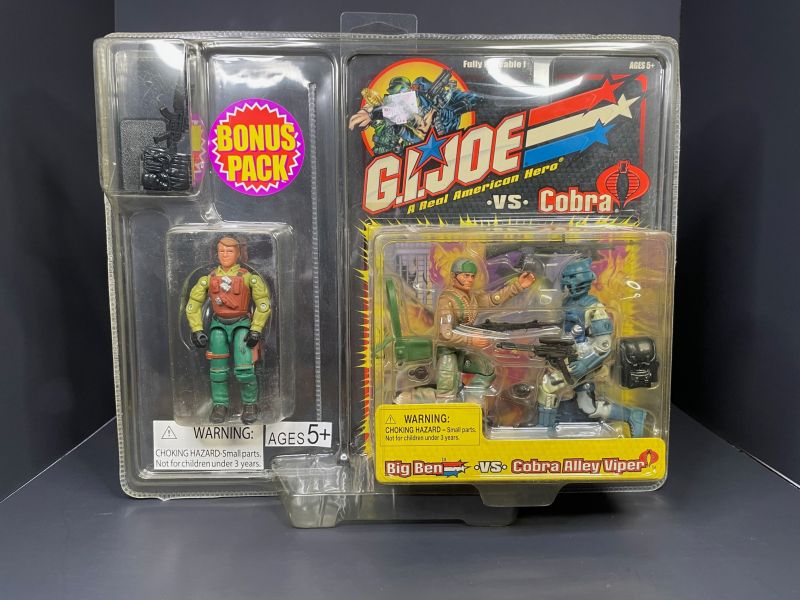 BONUS
PACK
WARNING:
CHOKING HAZARD-Small parts.
Not for children under 3 years.
AGES 5+
Fully
AGES 5+
G.I.JOE
A Real American Hero®
·VS· Cobra
WARNING:
CHOKING HAZARD – Small parts.
Not for children under 3 years.
Big Ben™ ·VS· Cobra Alley Viper